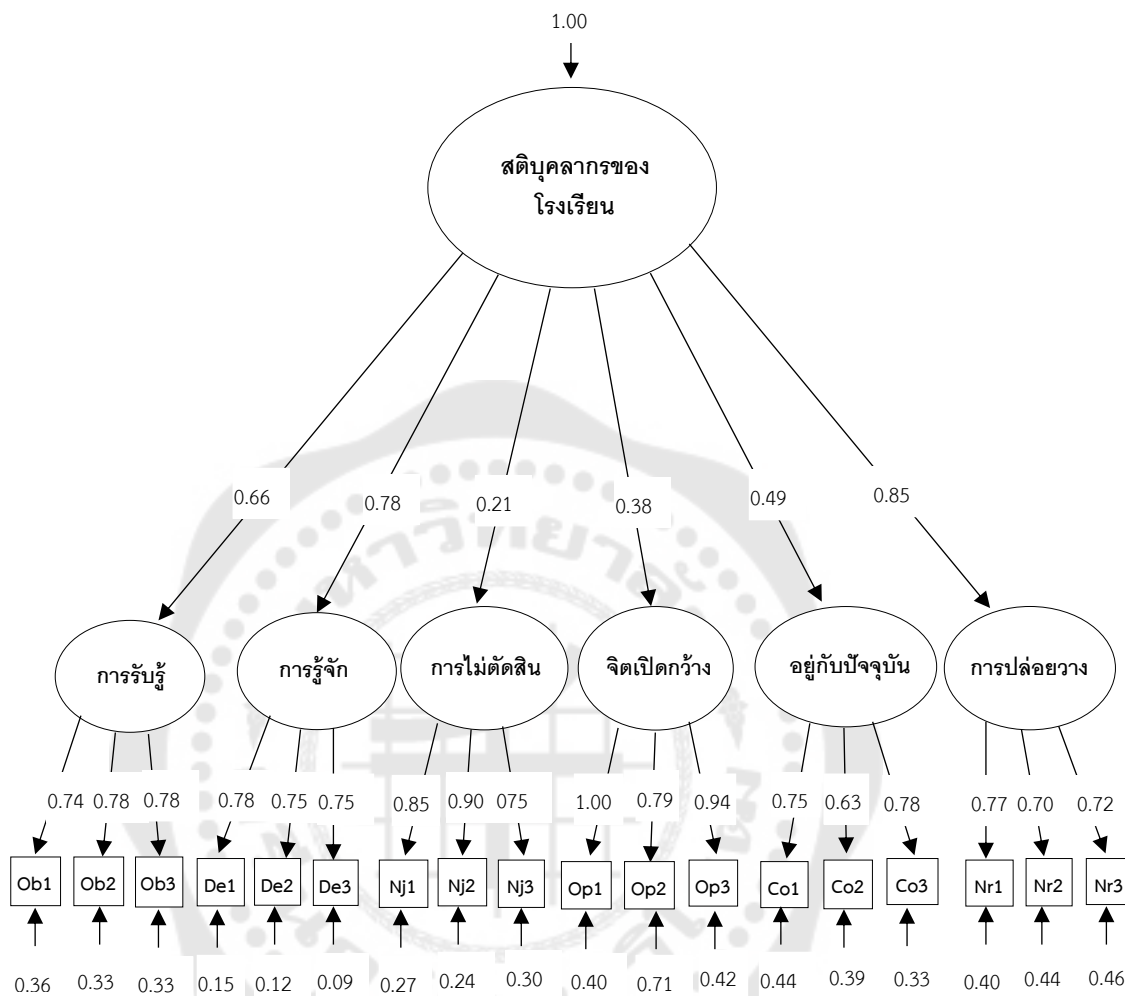 1.00
สติบุคลากรของ
โรงเรียน
0.66 0.78 0.21 0.38 0.49 0.85
การรับรู้ การรู้จัก การไม่ตัดสิน จิตเปิดกว้าง อยู่กับปัจจุบัน การปล่อยวาง
0.74 0.78 0.78 0.78 0.75 0.75 0.85 0.90 075 1.00 0.79 0.94 0.75 0.63 0.78 0.77 0.70 0.72
Ob1 Ob2 Ob3 De1 De2 De3 Nj1 Nj2 Nj3 Op1 Op2 Op3 Co1 Co2 Co3 Nr1 Nr2 Nr3
0.36 0.33 0.33 0.15 0.12 0.09 0.27 0.24 0.30 0.40 0.71 0.42 0.44 0.39 0.33 0.40 0.44 0.46